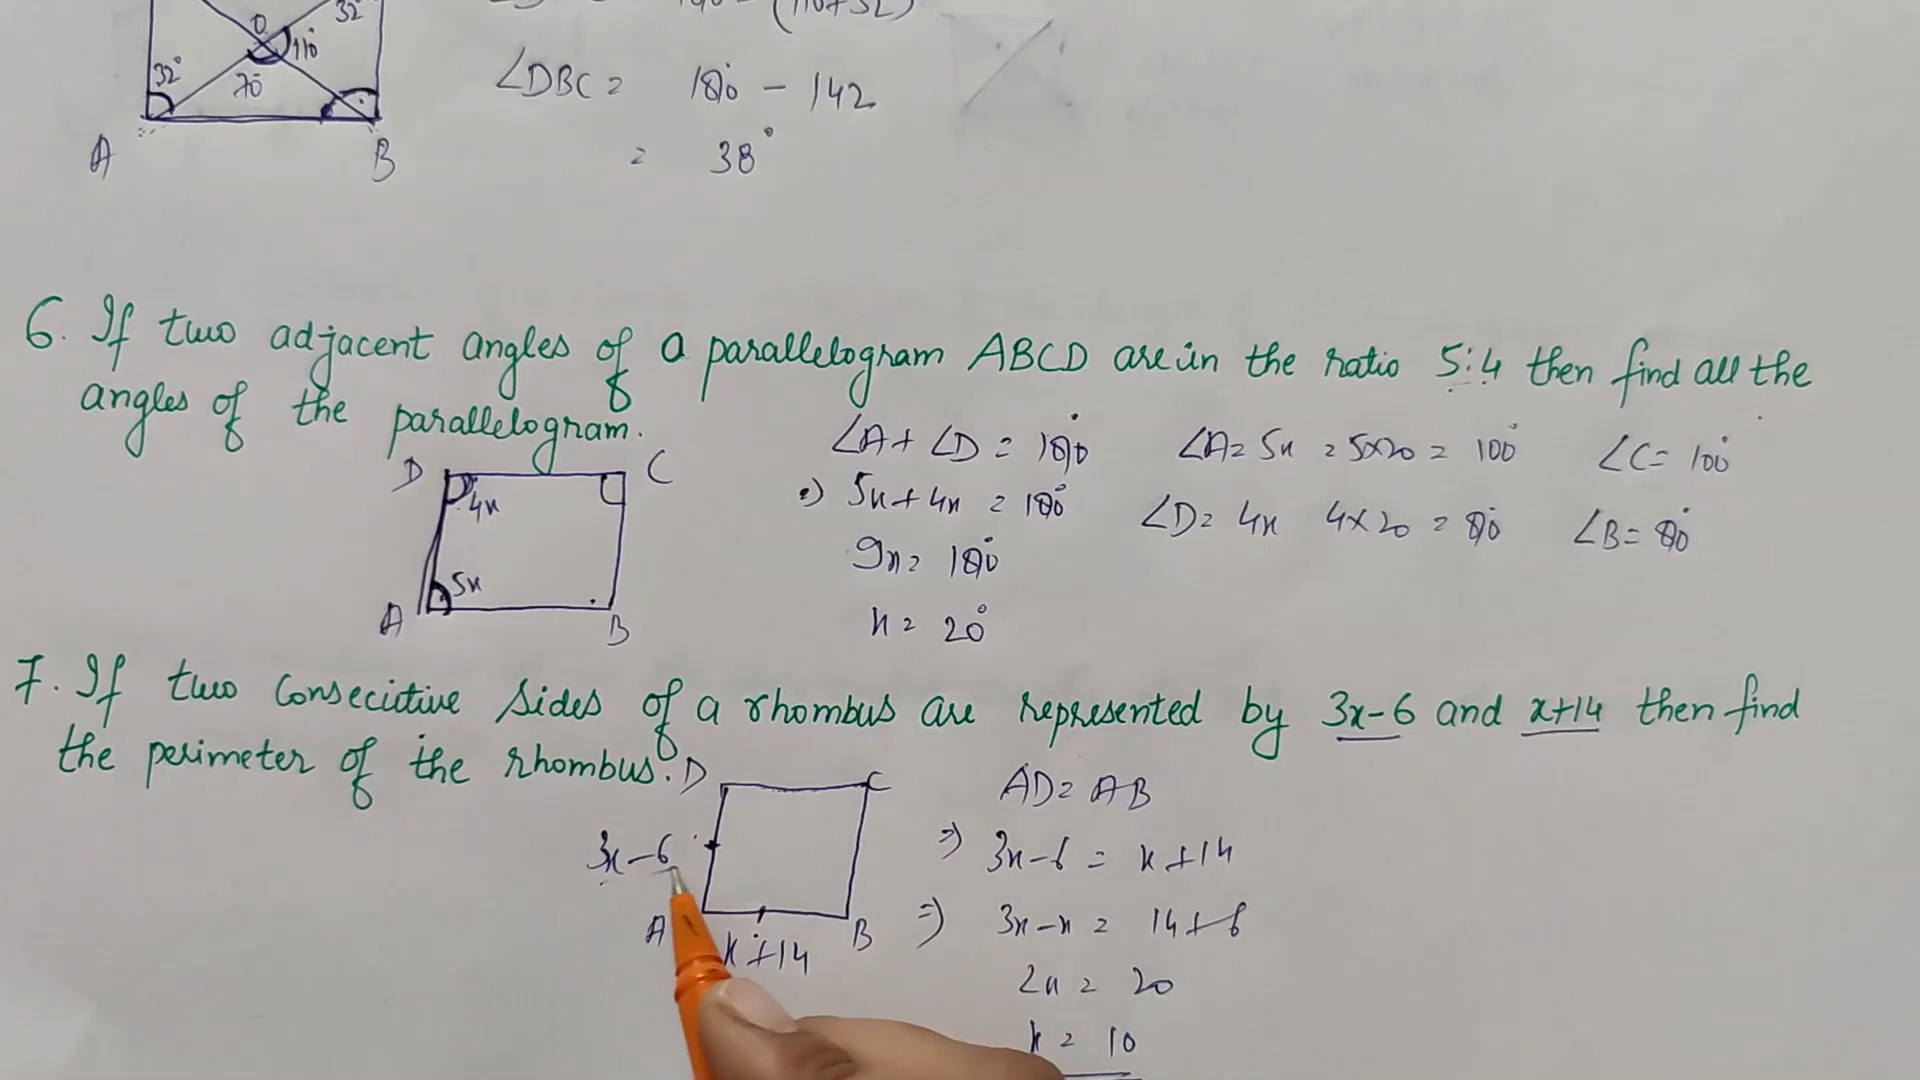 32°
O
110°
32°
70°
A
B
∠DBC = 180° - 142
= 38°
6. If two adjacent angles of a parallelogram ABCD are in the ratio 5:4 then find all the
angles of the parallelogram.
D
C
4x
5x
A
B
∠A + ∠D = 180°
⇒ 5x + 4x = 180°
9x = 180°
x = 20°
∠A = 5x = 5×20 = 100°
∠D = 4x 4×20 = 80°
∠C = 100°
∠B = 80°
7. If two Consecutive Sides of a rhombus are represented by 3x-6 and x+14 then find
the perimeter of the rhombus.
D
C
3x-6
A
B
x+14
AD = AB
⇒ 3x-6 = x+14
⇒ 3x-x = 14+6
2x = 20
x = 10